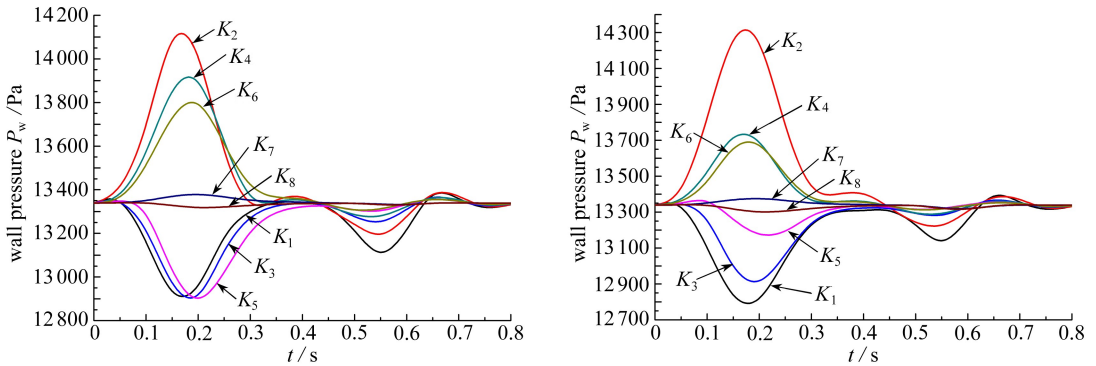 wall pressure Pw /Pa
14 200
14 000
13 800
13 600
13 400
13 200
13 000
12 800
0
0.1
0.2
0.3
0.4
0.5
0.6
0.7
0.8
t / s
K2
K4
K6
K7
K8
K1
K3
K5
wall pressure Pw /Pa
14 300
14 100
13 900
13 700
13 500
13 300
13 100
12 900
12 700
0
0.1
0.2
0.3
0.4
0.5
0.6
0.7
0.8
t / s
K2
K4
K6
K7
K8
K5
K3
K1